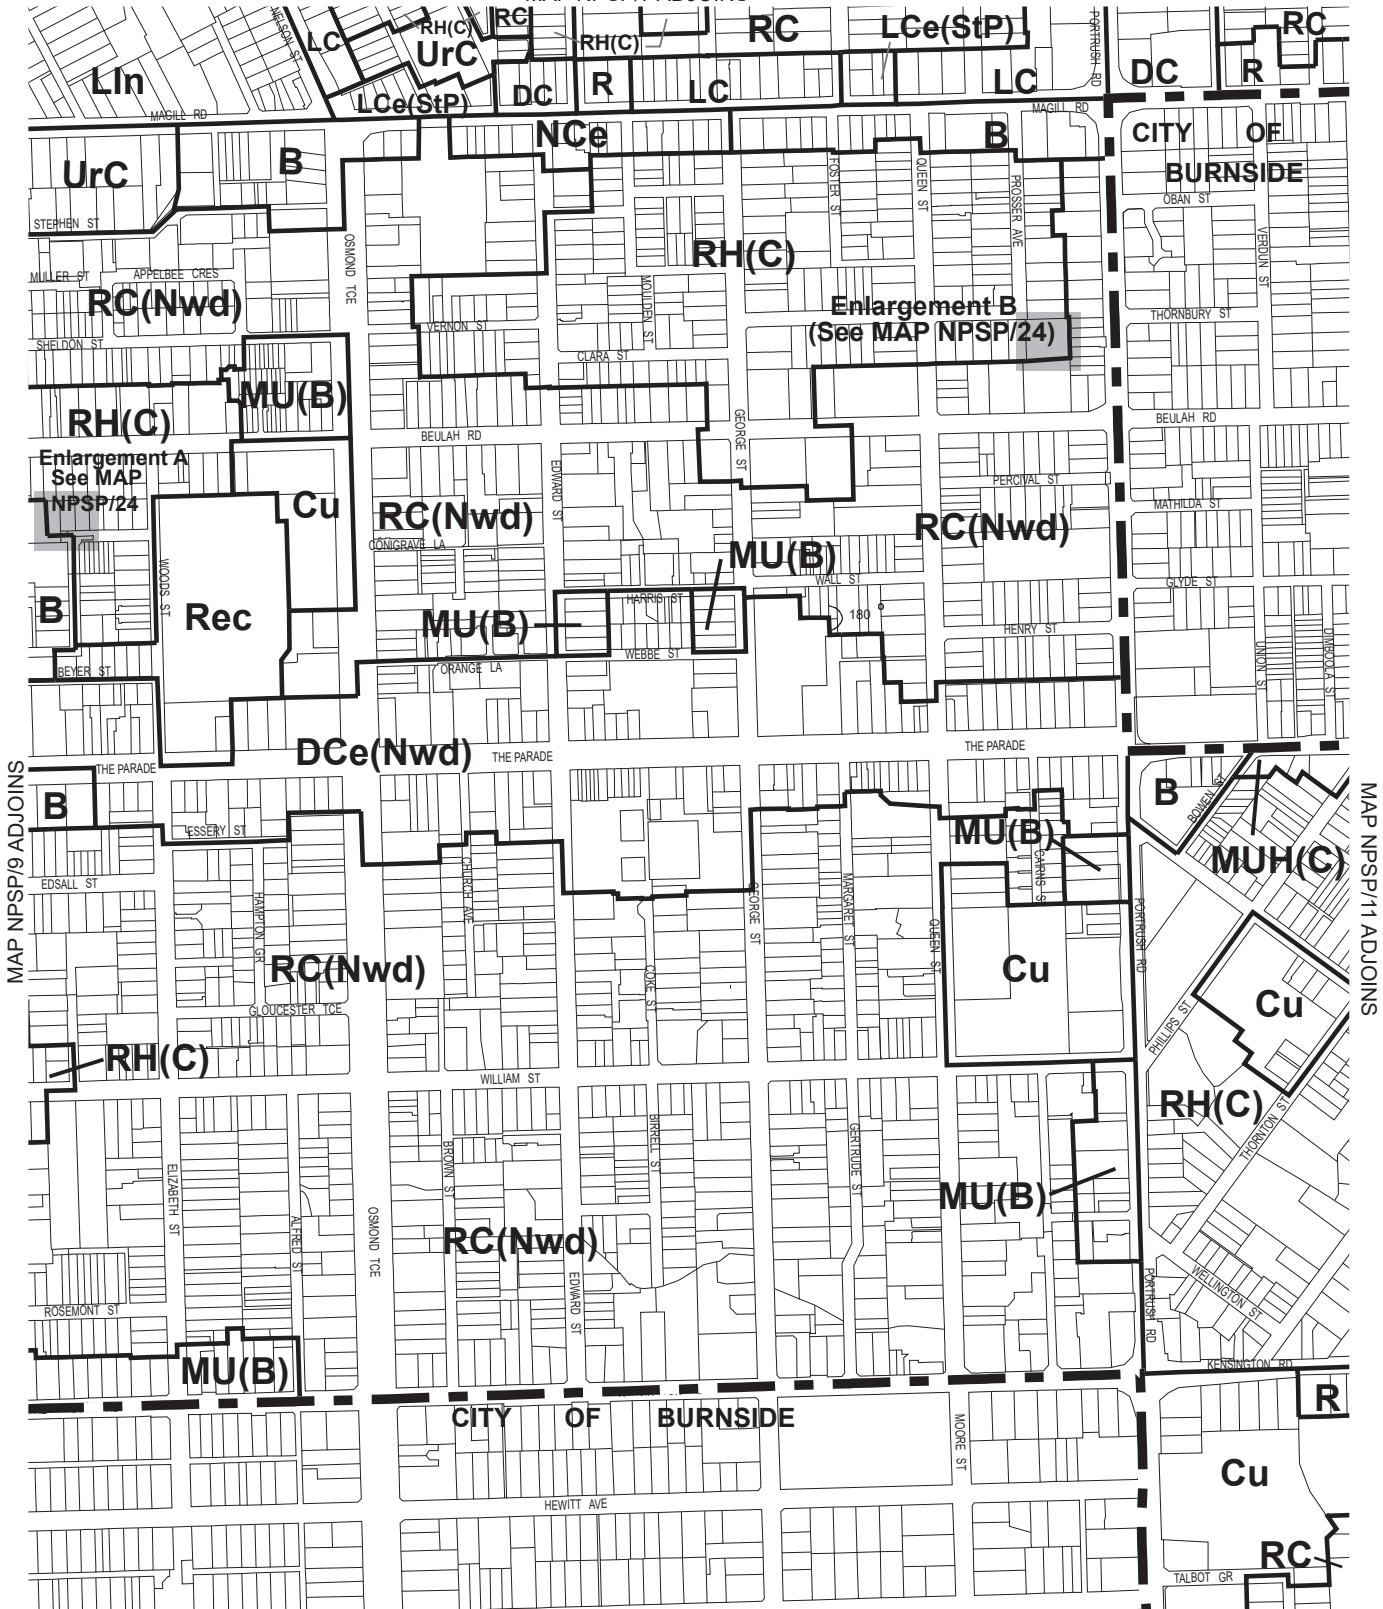 MAP NPSP/7 ADJOINS
RC
RH(C)
LC
UrC
RH(C)
RC
LCe(StP)
RC
NELSON ST
PORTRUSH RD
LIn
LCe(StP)
DC
R
LC
LC
DC
R
MAGILL RD
MAGILL RD
NCe
B
CITY OF
BURNSIDE
UrC
B
FOSTER ST
QUEEN ST
PROSSER AVE
OBAN ST
STEPHEN ST
OSMOND TCE
VERDUN ST
RH(C)
MULLER ST
APPELBEE CRES
RC(Nwd)
MOULDEN ST
Enlargement B
(See MAP NPSP/24)
THORNBURY ST
VERNON ST
SHELDON ST
CLARA ST
MU(B)
RH(C)
GEORGE ST
BEULAH RD
BEULAH RD
Enlargement A
See MAP
NPSP/24
EDWARD ST
PERCIVAL ST
Cu
RC(Nwd)
RC(Nwd)
MATHILDA ST
CONIGRAVE LA
MU(B)
WOODS ST
WALL ST
GLYDE ST
B
Rec
HARRIS ST
180 °
MU(B)
HENRY ST
WEBBE ST
UNION ST
DIMBOOLA ST
BEYER ST
ORANGE LA
DCe(Nwd)
THE PARADE
THE PARADE
THE PARADE
MAP NPSP/9 ADJOINS
MAP NPSP/11 ADJOINS
B
B
BOWEN ST
ESSERY ST
MU(B)
MUH(C)
CHURCH AVE
CAIRNS ST
EDSALL ST
HAMPTON GR
GEORGE ST
MARGARET ST
QUEEN ST
PORTRUSH RD
RC(Nwd)
COKE ST
Cu
Cu
GLOUCESTER TCE
PHILLIPS ST
RH(C)
WILLIAM ST
RH(C)
THORNTON ST
BIRRELL ST
GERTRUDE ST
BROWN ST
ELIZABETH ST
MU(B)
ALFRED ST
OSMOND TCE
RC(Nwd)
EDWARD ST
PORTRUSH RD
WELLINGTON ST
ROSEMONT ST
KENSINGTON RD
MU(B)
R
CITY OF BURNSIDE
MOORE ST
Cu
HEWITT AVE
RC
TALBOT GR